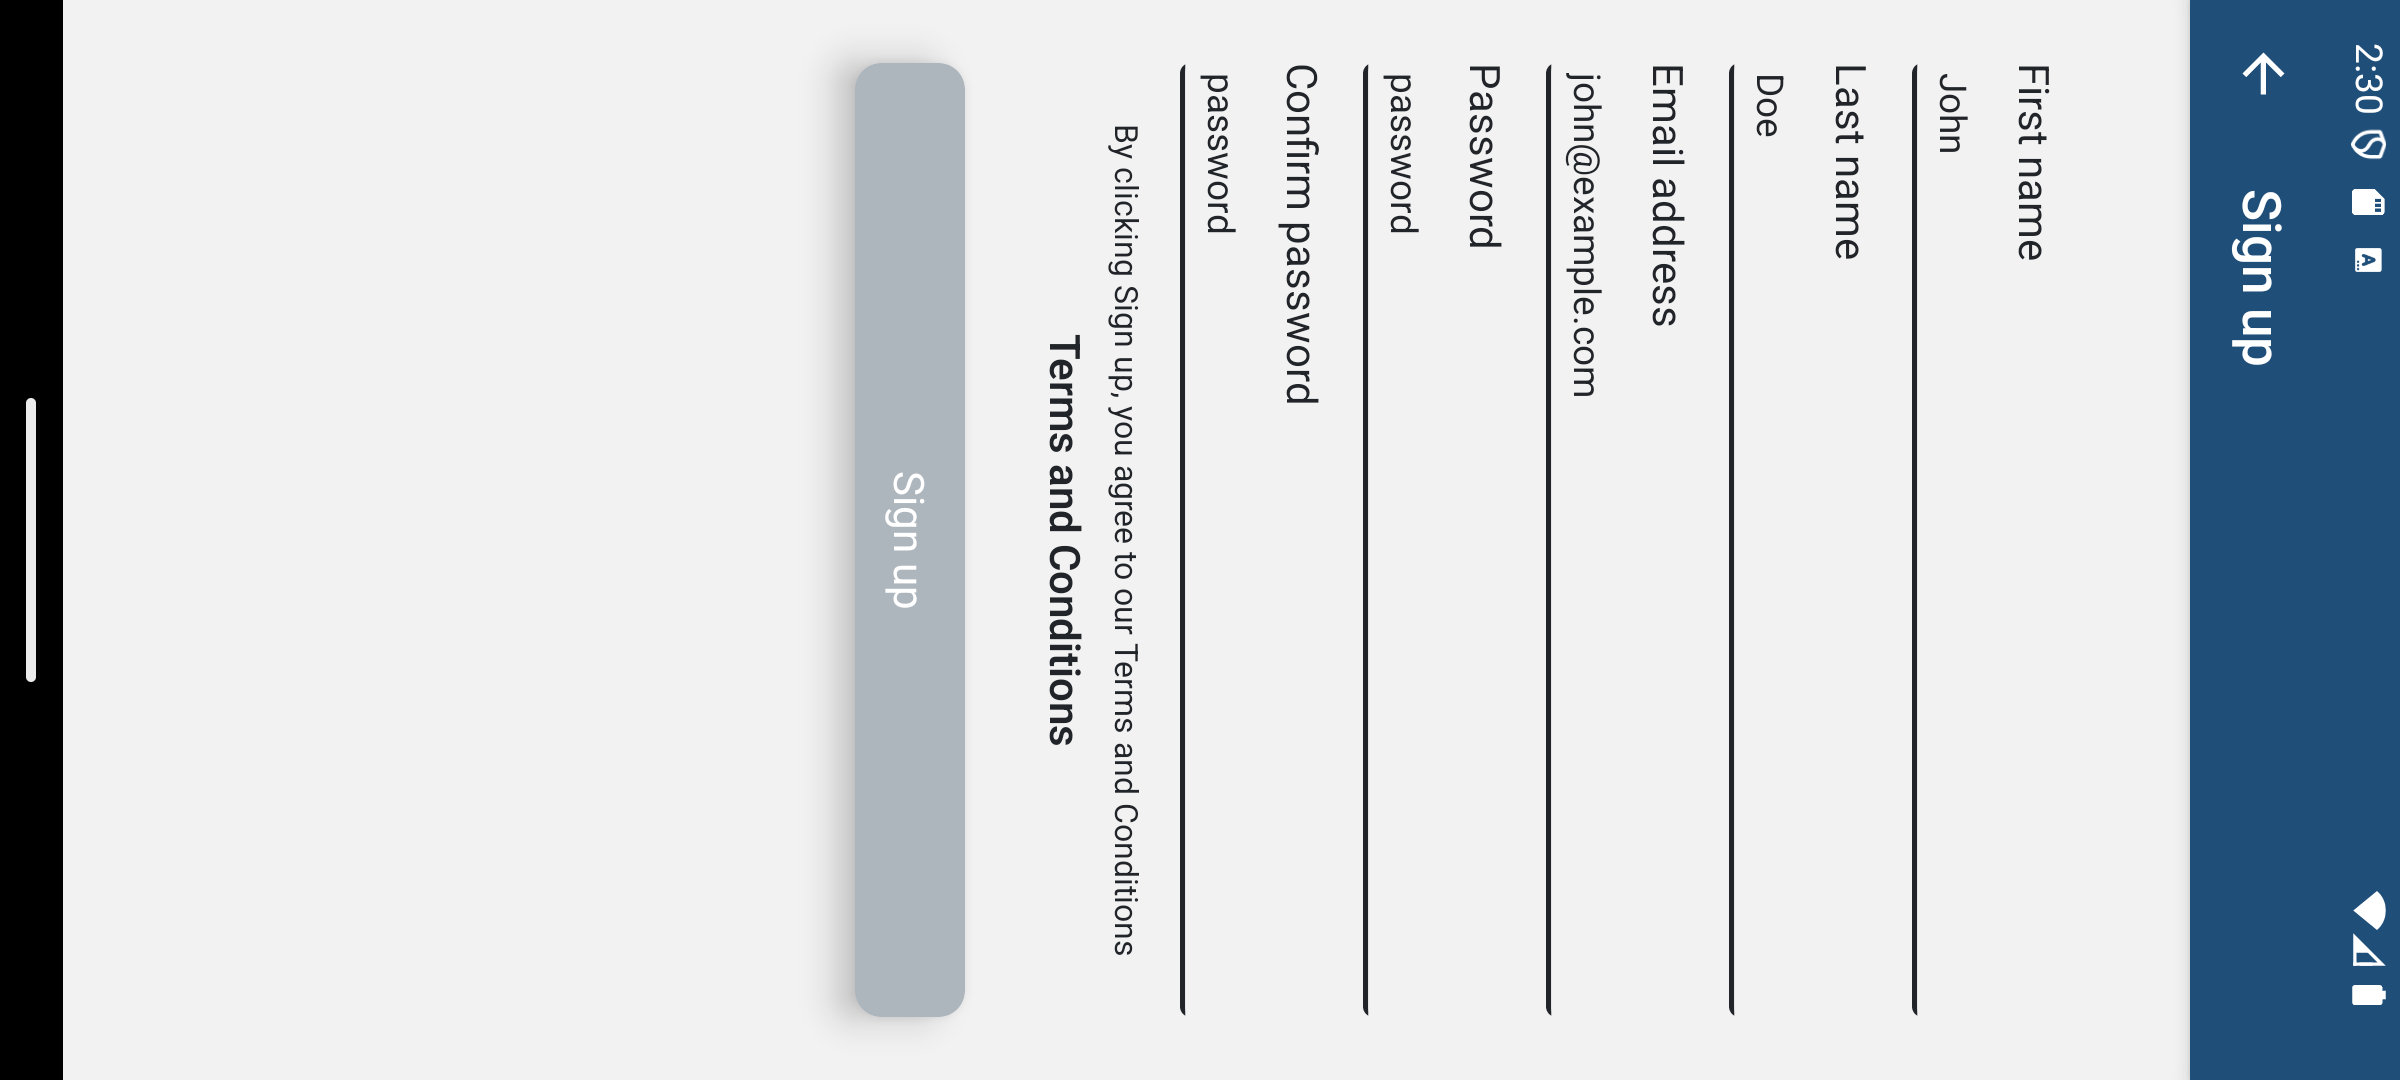 2:30
Sign up
First name
John
Last name
Doe
Email address
john@example.com
Password
password
Confirm password
password
By clicking Sign up, you agree to our Terms and Conditions
Terms and Conditions
Sign up